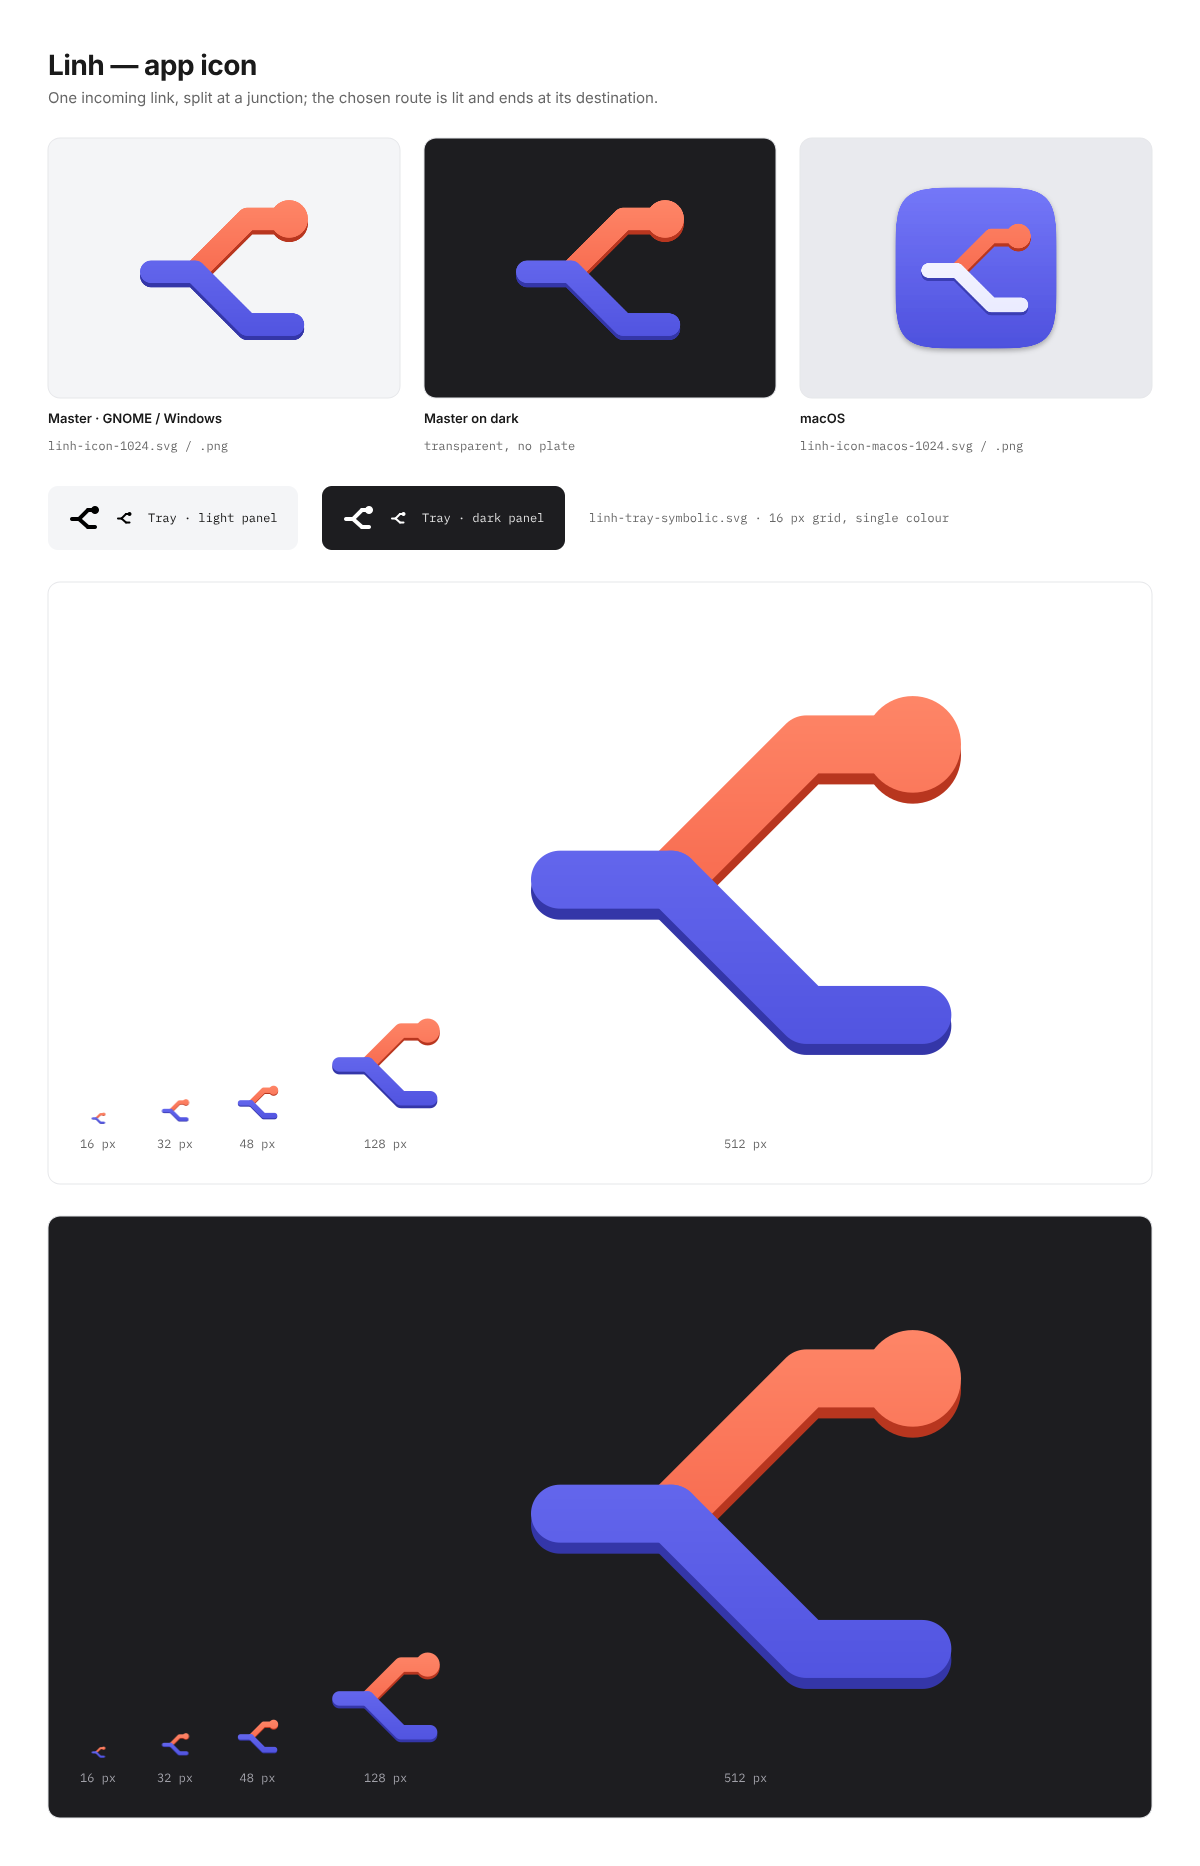 Linh — app icon
One incoming link, split at a junction; the chosen route is lit and ends at its destination.
Master · GNOME / Windows
linh-icon-1024.svg / .png
Master on dark
transparent, no plate
macOS
linh-icon-macos-1024.svg / .png
Tray · light panel
Tray · dark panel
linh-tray-symbolic.svg · 16 px grid, single colour
16 px
32 px
48 px
128 px
512 px
16 px
32 px
48 px
128 px
512 px